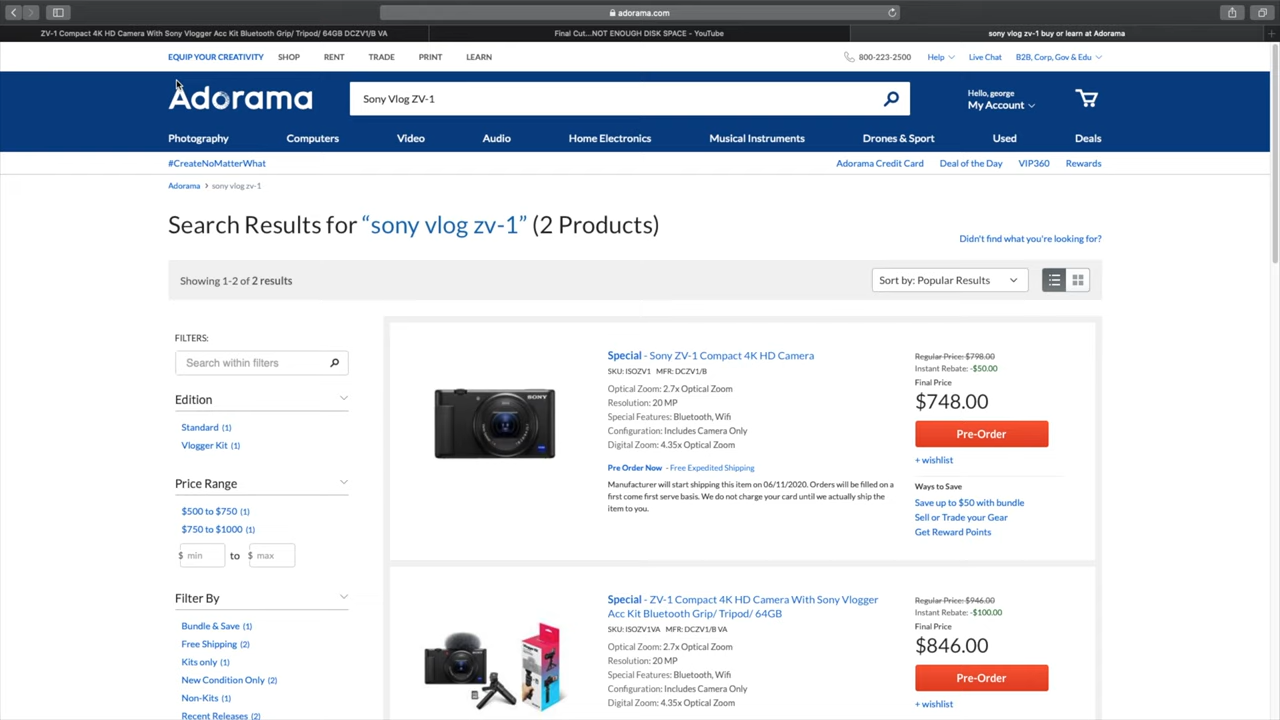 adorama.com
ZV-1 Compact 4K HD Camera With Sony Vlogger Acc Kit Bluetooth Grip/ Tripod/ 64GB DCZV1/B VA
Final Cut...NOT ENOUGH DISK SPACE - YouTube
sony vlog zv-1 buy or learn at Adorama
EQUIP YOUR CREATIVITY SHOP RENT TRADE PRINT LEARN
800-223-2500 Help Live Chat B2B, Corp, Gov & Edu
Adorama
Sony Vlog ZV-1
Hello, george
My Account
Photography Computers Video Audio Home Electronics Musical Instruments Drones & Sport Used Deals
#CreateNoMatterWhat
Adorama Credit Card Deal of the Day VIP360 Rewards
Adorama > sony vlog zv-1
Search Results for “sony vlog zv-1” (2 Products)
Didn't find what you're looking for?
Showing 1-2 of 2 results
Sort by: Popular Results
FILTERS:
Search within filters
Edition
Standard (1)
Vlogger Kit (1)
Price Range
$500 to $750 (1)
$750 to $1000 (1)
$ min to $ max
Filter By
Bundle & Save (1)
Free Shipping (2)
Kits only (1)
New Condition Only (2)
Non-Kits (1)
Recent Releases (2)
SONY
Special - Sony ZV-1 Compact 4K HD Camera
SKU: ISOZV1 MFR: DCZV1/B
Optical Zoom: 2.7x Optical Zoom
Resolution: 20 MP
Special Features: Bluetooth, Wifi
Configuration: Includes Camera Only
Digital Zoom: 4.35x Optical Zoom
Pre Order Now - Free Expedited Shipping
Manufacturer will start shipping this item on 06/11/2020. Orders will be filled on
a first come first serve basis. We do not charge your card until we actually ship the
item to you.
Regular Price: $798.00
Instant Rebate: -$50.00
Final Price
$748.00
Pre-Order
+ wishlist
Ways to Save
Save up to $50 with bundle
Sell or Trade your Gear
Get Reward Points
Special - ZV-1 Compact 4K HD Camera With Sony Vlogger
Acc Kit Bluetooth Grip/ Tripod/ 64GB
SKU: ISOZV1VA MFR: DCZV1/B VA
Optical Zoom: 2.7x Optical Zoom
Resolution: 20 MP
Special Features: Bluetooth, Wifi
Configuration: Includes Camera Only
Digital Zoom: 4.35x Optical Zoom
Regular Price: $946.00
Instant Rebate: -$100.00
Final Price
$846.00
Pre-Order
+ wishlist